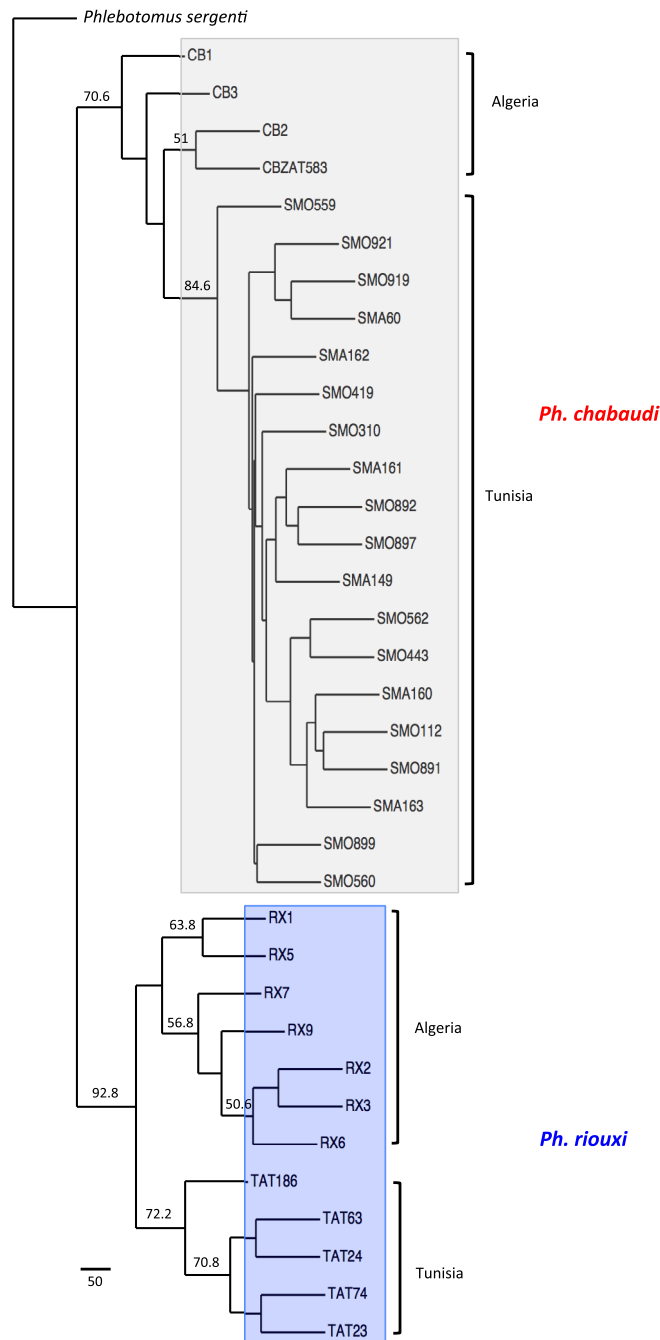 Phlebotomus sergenti
CB1
70.6
CB3
Algeria
CB2
51
CBZAT583
SMO559
SMO921
SMO919
84.6
SMA60
SMA162
SMO419
Ph. chabaudi
SMO310
SMA161
Tunisia
SMO892
SMO897
SMA149
SMO562
SMO443
SMA160
SMO112
SMO891
SMA163
SMO899
SMO560
RX1
63.8
RX5
RX7
56.8
RX9
Algeria
RX2
92.8
50.6
RX3
Ph. riouxi
RX6
TAT186
72.2
TAT63
TAT24
70.8
Tunisia
50
TAT74
TAT23